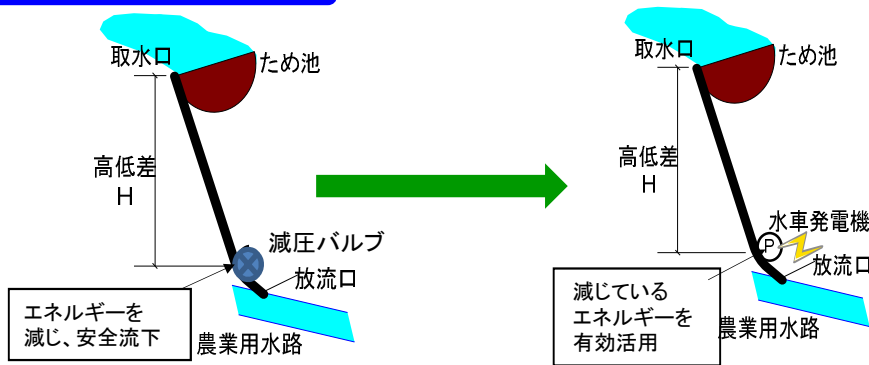 取水口
ため池
高低差
H
減圧バルブ
放流口
エネルギーを
減じ、安全流下
農業用水路
取水口
ため池
高低差
H
水車発電機
P
放流口
減じている
エネルギーを
有効活用
農業用水路